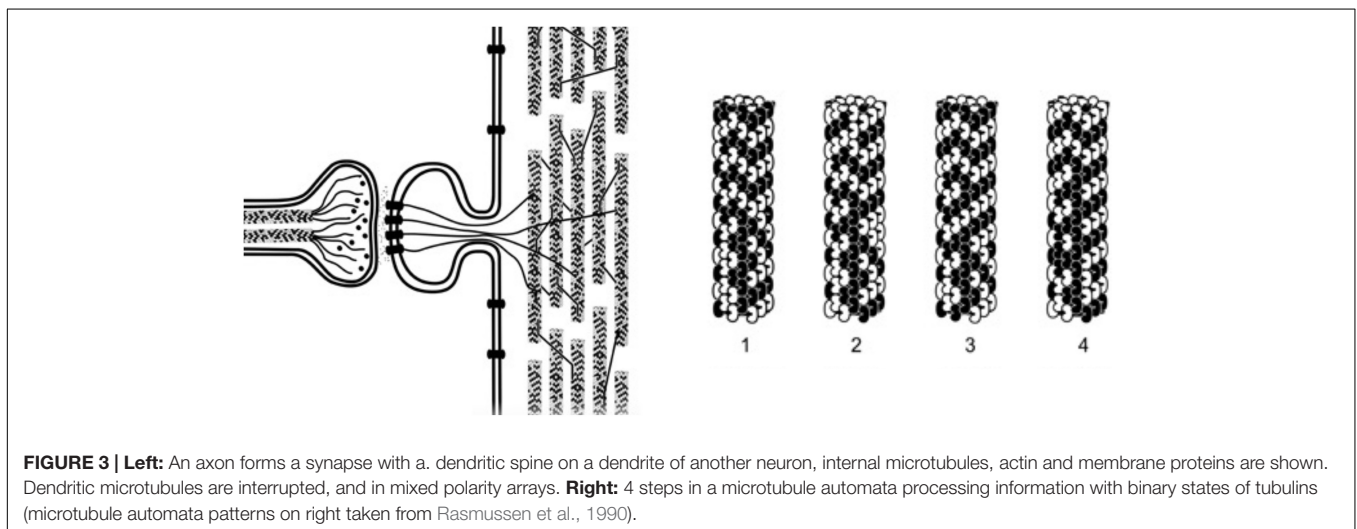 1 2 3 4
FIGURE 3 | Left: An axon forms a synapse with a. dendritic spine on a dendrite of another neuron, internal microtubules, actin and membrane proteins are shown.
Dendritic microtubules are interrupted, and in mixed polarity arrays. Right: 4 steps in a microtubule automata processing information with binary states of tubulins
(microtubule automata patterns on right taken from Rasmussen et al., 1990).